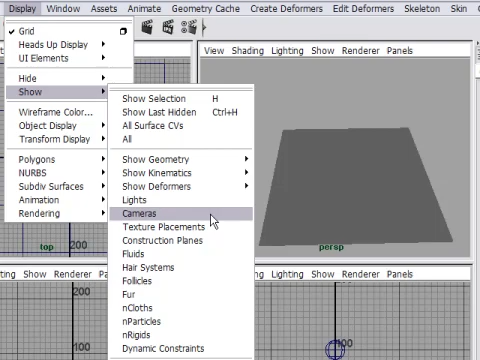 Display Window Assets Animate Geometry Cache Create Deformers Edit Deformers Skeleton Skin
Grid
Heads Up Display
UI Elements
Hide
Show
Wireframe Color...
Object Display
Transform Display
Polygons
NURBS
Subdiv Surfaces
Animation
Rendering
Show Selection H
Show Last Hidden Ctrl+H
All Surface CVs
All
Show Geometry
Show Kinematics
Show Deformers
Lights
Cameras
Texture Placements
Construction Planes
Fluids
Hair Systems
Follicles
Fur
nCloths
nParticles
nRigids
Dynamic Constraints
View Shading Lighting Show Renderer Panels
top 200
persp
ting Show Renderer Pa
Lighting Show Renderer Panels
200
100
100